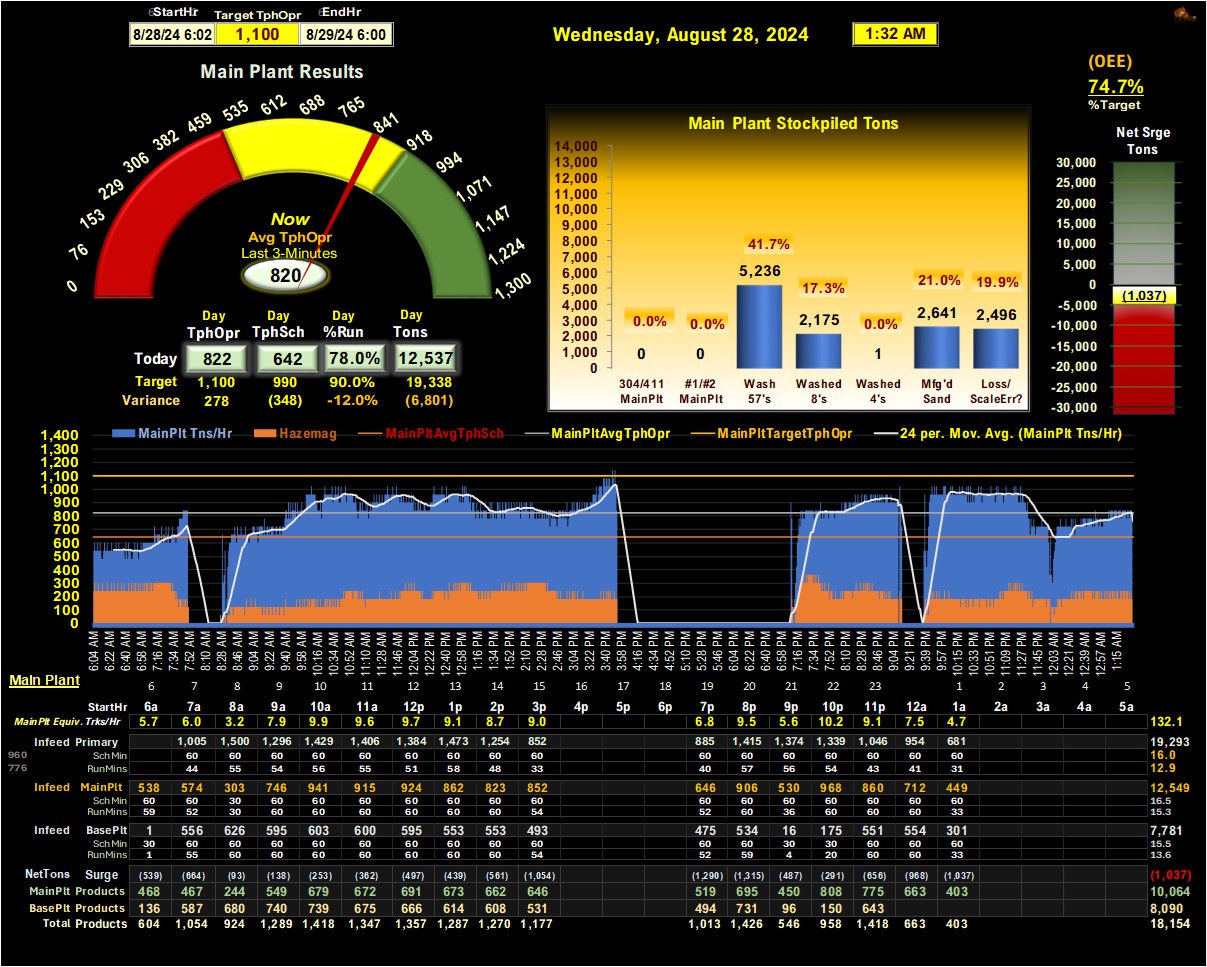 StartHr Target TphOpr EndHr
8/28/24 6:02 1,100 8/29/24 6:00
Wednesday, August 28, 2024 1:32 AM
(OEE)
74.7%
%Target
Main Plant Results
0 76 153 229 306 382 459 535 612 688 765 841 918 994 1,071 1,147 1,224 1,300
Now
Avg TphOpr
Last 3-Minutes
820
Day Day Day Day
TphOpr TphSch %Run Tons
Today 822 642 78.0% 12,537
Target 1,100 990 90.0% 19,338
Variance 278 (348) -12.0% (6,801)
Main Plant Stockpiled Tons
14,000
13,000
12,000
11,000
10,000
9,000
8,000
7,000
6,000
5,000
4,000
3,000
2,000
1,000
0
0.0% 0.0% 41.7% 17.3% 0.0% 21.0% 19.9%
0 0 5,236 2,175 1 2,641 2,496
304/411 #1/#2 Wash Washed Washed Mfg'd Loss/
MainPlt MainPlt 57's 8's 4's Sand ScaleErr?
Net Srge
Tons
30,000
25,000
20,000
15,000
10,000
5,000
0
(1,037)
-5,000
-10,000
-15,000
-20,000
-25,000
-30,000
MainPlt Tns/Hr Hazemag MainPltAvgTphSch MainPltAvgTphOpr MainPltTargetTphOpr 24 per. Mov. Avg. (MainPlt Tns/Hr)
1,400
1,300
1,200
1,100
1,000
900
800
700
600
500
400
300
200
100
0
6:04 AM 6:22 AM 6:40 AM 6:58 AM 7:16 AM 7:34 AM 7:52 AM 8:10 AM 8:28 AM 8:46 AM 9:04 AM 9:22 AM 9:40 AM 9:58 AM 10:16 AM 10:34 AM 10:52 AM 11:10 AM 11:28 AM 11:46 AM 12:04 PM 12:22 PM 12:40 PM 12:58 PM 1:16 PM 1:34 PM 1:52 PM 2:10 PM 2:28 PM 2:46 PM 3:04 PM 3:22 PM 3:40 PM 3:58 PM 4:16 PM 4:34 PM 4:52 PM 5:10 PM 5:28 PM 5:46 PM 6:04 PM 6:22 PM 6:40 PM 6:58 PM 7:16 PM 7:34 PM 7:52 PM 8:10 PM 8:28 PM 8:46 PM 9:04 PM 9:21 PM 9:39 PM 9:57 PM 10:15 PM 10:33 PM 10:51 PM 11:09 PM 11:27 PM 11:45 PM 12:03 AM 12:21 AM 12:39 AM 12:57 AM 1:15 AM
Main Plant
6 7 8 9 10 11 12 13 14 15 16 17 18 19 20 21 22 23 1 2 3 4 5
StartHr 6a 7a 8a 9a 10a 11a 12p 1p 2p 3p 4p 5p 6p 7p 8p 9p 10p 11p 12a 1a 2a 3a 4a 5a
MainPlt Equiv. Trks/Hr 5.7 6.0 3.2 7.9 9.9 9.6 9.7 9.1 8.7 9.0 6.8 9.5 5.6 10.2 9.1 7.5 4.7 132.1
Infeed Primary 1,005 1,500 1,296 1,429 1,406 1,384 1,473 1,254 852 885 1,415 1,374 1,339 1,046 954 681 19,293
960 Sch Min 60 60 60 60 60 60 60 60 60 60 60 60 60 60 60 60 16.0
776 RunMins 44 55 54 56 55 51 58 48 33 40 57 56 54 43 41 31 12.9
Infeed MainPlt 538 574 303 746 941 915 924 862 823 852 646 906 530 968 860 712 449 12,549
Sch Min 60 60 30 60 60 60 60 60 60 60 60 60 60 60 60 60 60 16.5
RunMins 59 52 30 60 60 60 60 60 60 54 52 60 36 60 60 60 33 15.3
Infeed BasePlt 1 556 626 595 603 600 595 553 553 493 475 534 16 175 551 554 301 7,781
Sch Min 30 60 60 60 60 60 60 60 60 60 60 60 30 30 60 60 60 15.5
RunMins 1 55 60 60 60 60 60 60 60 54 52 59 4 20 60 60 33 13.6
NetTons Surge (539) (664) (93) (138) (253) (362) (497) (439) (561) (1,054) (1,290) (1,315) (487) (291) (656) (968) (1,037) (1,037)
MainPlt Products 468 467 244 549 679 672 691 673 662 646 519 695 450 808 775 663 403 10,064
BasePlt Products 136 587 680 740 739 675 666 614 608 531 494 731 96 150 643 8,090
Total Products 604 1,054 924 1,289 1,418 1,347 1,357 1,287 1,270 1,177 1,013 1,426 546 958 1,418 663 403 18,154